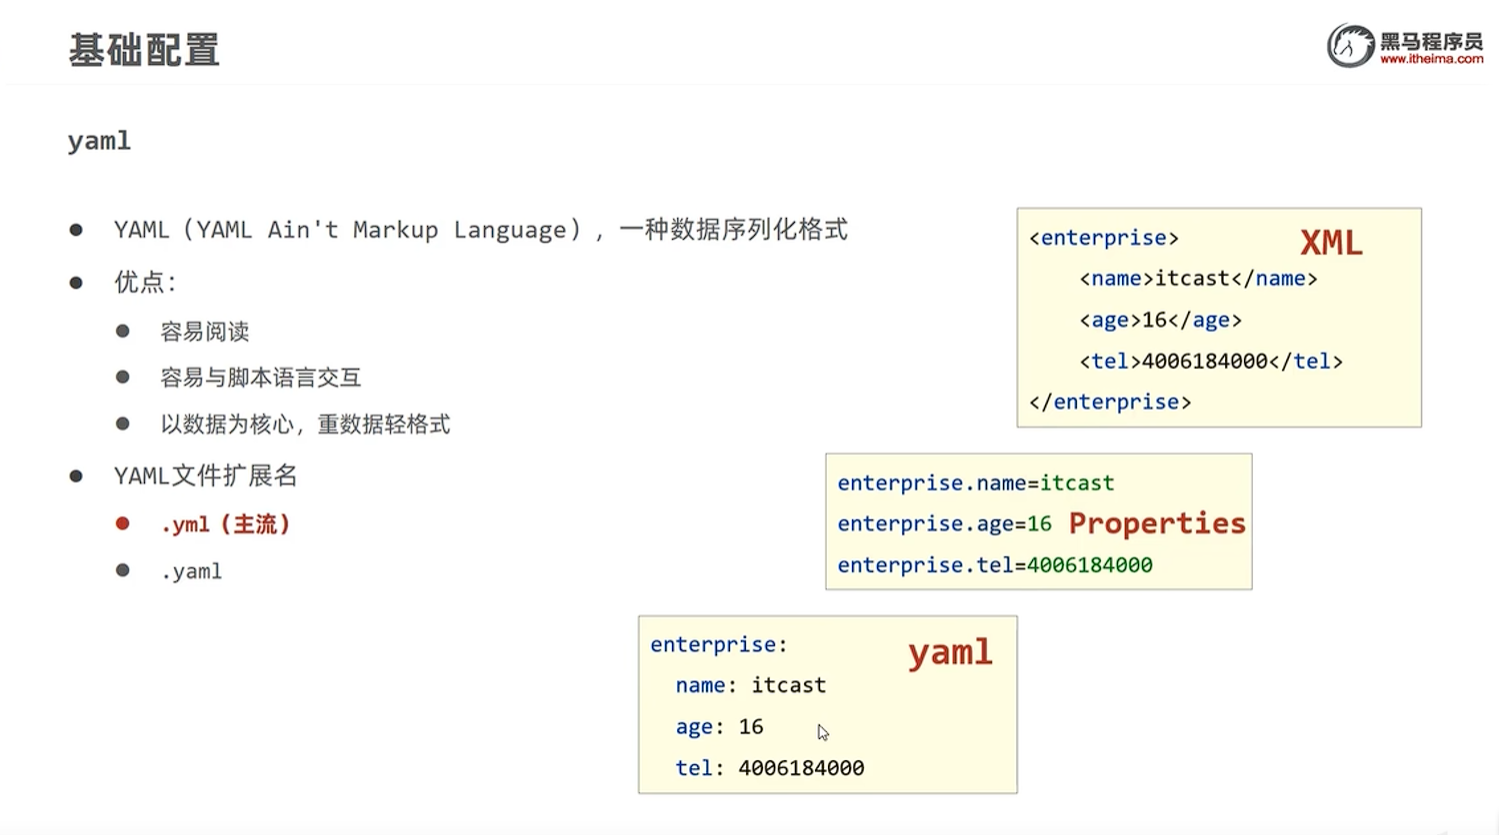 基础配置
黑马程序员
www.itheima.com
yaml
YAML（YAML Ain't Markup Language），一种数据序列化格式
优点：
容易阅读
容易与脚本语言交互
以数据为核心，重数据轻格式
YAML文件扩展名
.yml（主流）
.yaml
<enterprise>
XML
<name>itcast</name>
<age>16</age>
<tel>4006184000</tel>
</enterprise>
enterprise.name=itcast
enterprise.age=16
Properties
enterprise.tel=4006184000
enterprise:
yaml
name: itcast
age: 16
tel: 4006184000